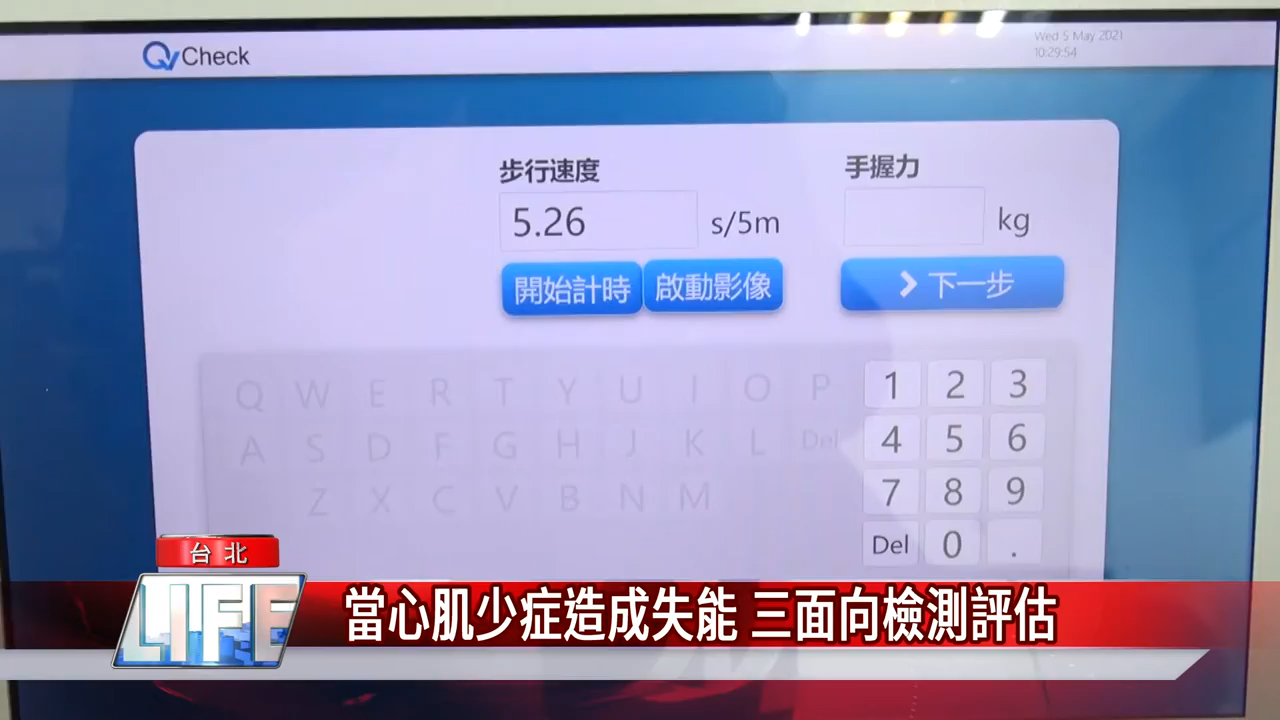 QvCheck
Wed 5 May 2021
10:29:54
步行速度
5.26 s/5m
開始計時 啟動影像
手握力
kg
下一步
Q W E R T Y U I O P
A S D F G H J K L Del
Z X C V B N M
1 2 3
4 5 6
7 8 9
Del 0 .
台北
LIFE
當心肌少症造成失能 三面向檢測評估